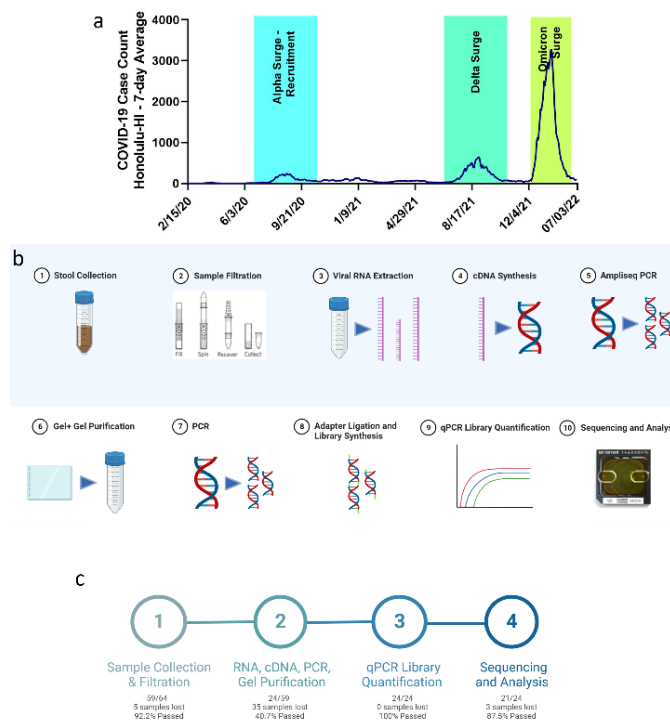 a
COVID-19 Case Count
Honolulu-HI - 7-day Average
4000
3000
2000
1000
0
Alpha Surge -
Recruitment
Delta Surge
Omicron
Surge
2/15/20
6/3/20
9/21/20
1/9/21
4/29/21
8/17/21
12/4/21
07/03/22
b
1 Stool Collection
2 Sample Filtration
3 Viral RNA Extraction
4 cDNA Synthesis
5 Ampliseq PCR
Fill Spin Recover Collect
6 Gel+ Gel Purification
7 PCR
8 Adapter Ligation and
Library Synthesis
9 qPCR Library Quantification
10 Sequencing and Analys
c
1
2
3
4
Sample Collection
& Filtration
59/64
5 samples lost
92.2% Passed
RNA, cDNA, PCR,
Gel Purification
24/59
35 samples lost
40.7% Passed
qPCR Library
Quantification
24/24
0 samples lost
100% Passed
Sequencing
and Analysis
21/24
3 samples lost
87.5% Passed